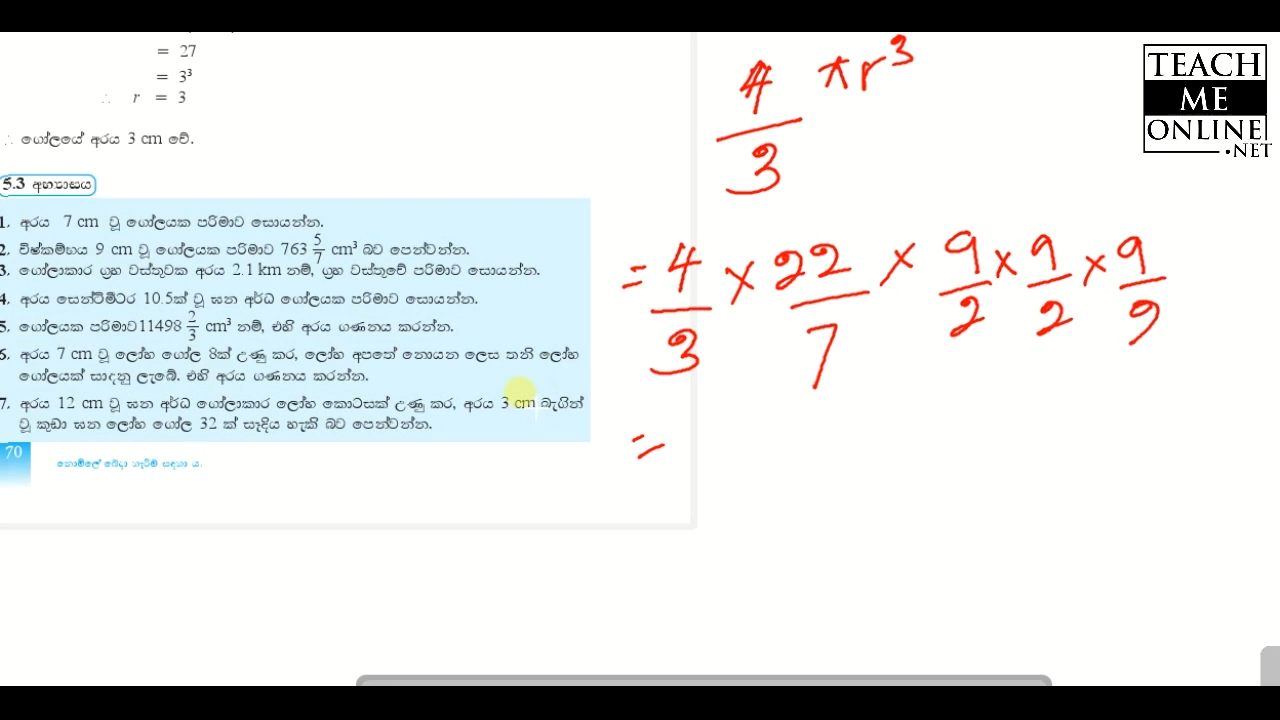 = 27
= 3³
∴ r = 3
∴ ගෝලයේ අරය 3 cm වේ.
5.3 අභ්‍යාසය
1. අරය 7 cm වූ ගෝලයක පරිමාව සොයන්න.
2. විෂ්කම්භය 9 cm වූ ගෝලයක පරිමාව 763 5/7 cm³ බව පෙන්වන්න.
3. ගෝලාකාර ග්‍රහ වස්තුවක අරය 2.1 km නම්, ග්‍රහ වස්තුවේ පරිමාව සොයන්න.
4. අරය සෙන්ටිමීටර 10.5ක් වූ ඝන අර්ධ ගෝලයක පරිමාව සොයන්න.
5. ගෝලයක පරිමාව11498 2/3 cm³ නම්, එහි අරය ගණනය කරන්න.
6. අරය 7 cm වූ ලෝහ ගෝල 8ක් උණු කර, ලෝහ අපතේ නොයන ලෙස තනි ලෝහ
ගෝලයක් සාදනු ලැබේ. එහි අරය ගණනය කරන්න.
7. අරය 12 cm වූ ඝන අර්ධ ගෝලාකාර ලෝහ කොටසක් උණු කර, අරය 3 cm බැගින්
වූ කුඩා ඝන ලෝහ ගෝල 32 ක් සෑදිය හැකි බව පෙන්වන්න.
70
නොමිලේ බෙදා හැරීම සඳහා ය.
4/3 πr³
= 4/3 × 22/7 × 9/2 × 9/2 × 9/2
=
TEACH
ME
ONLINE
.NET